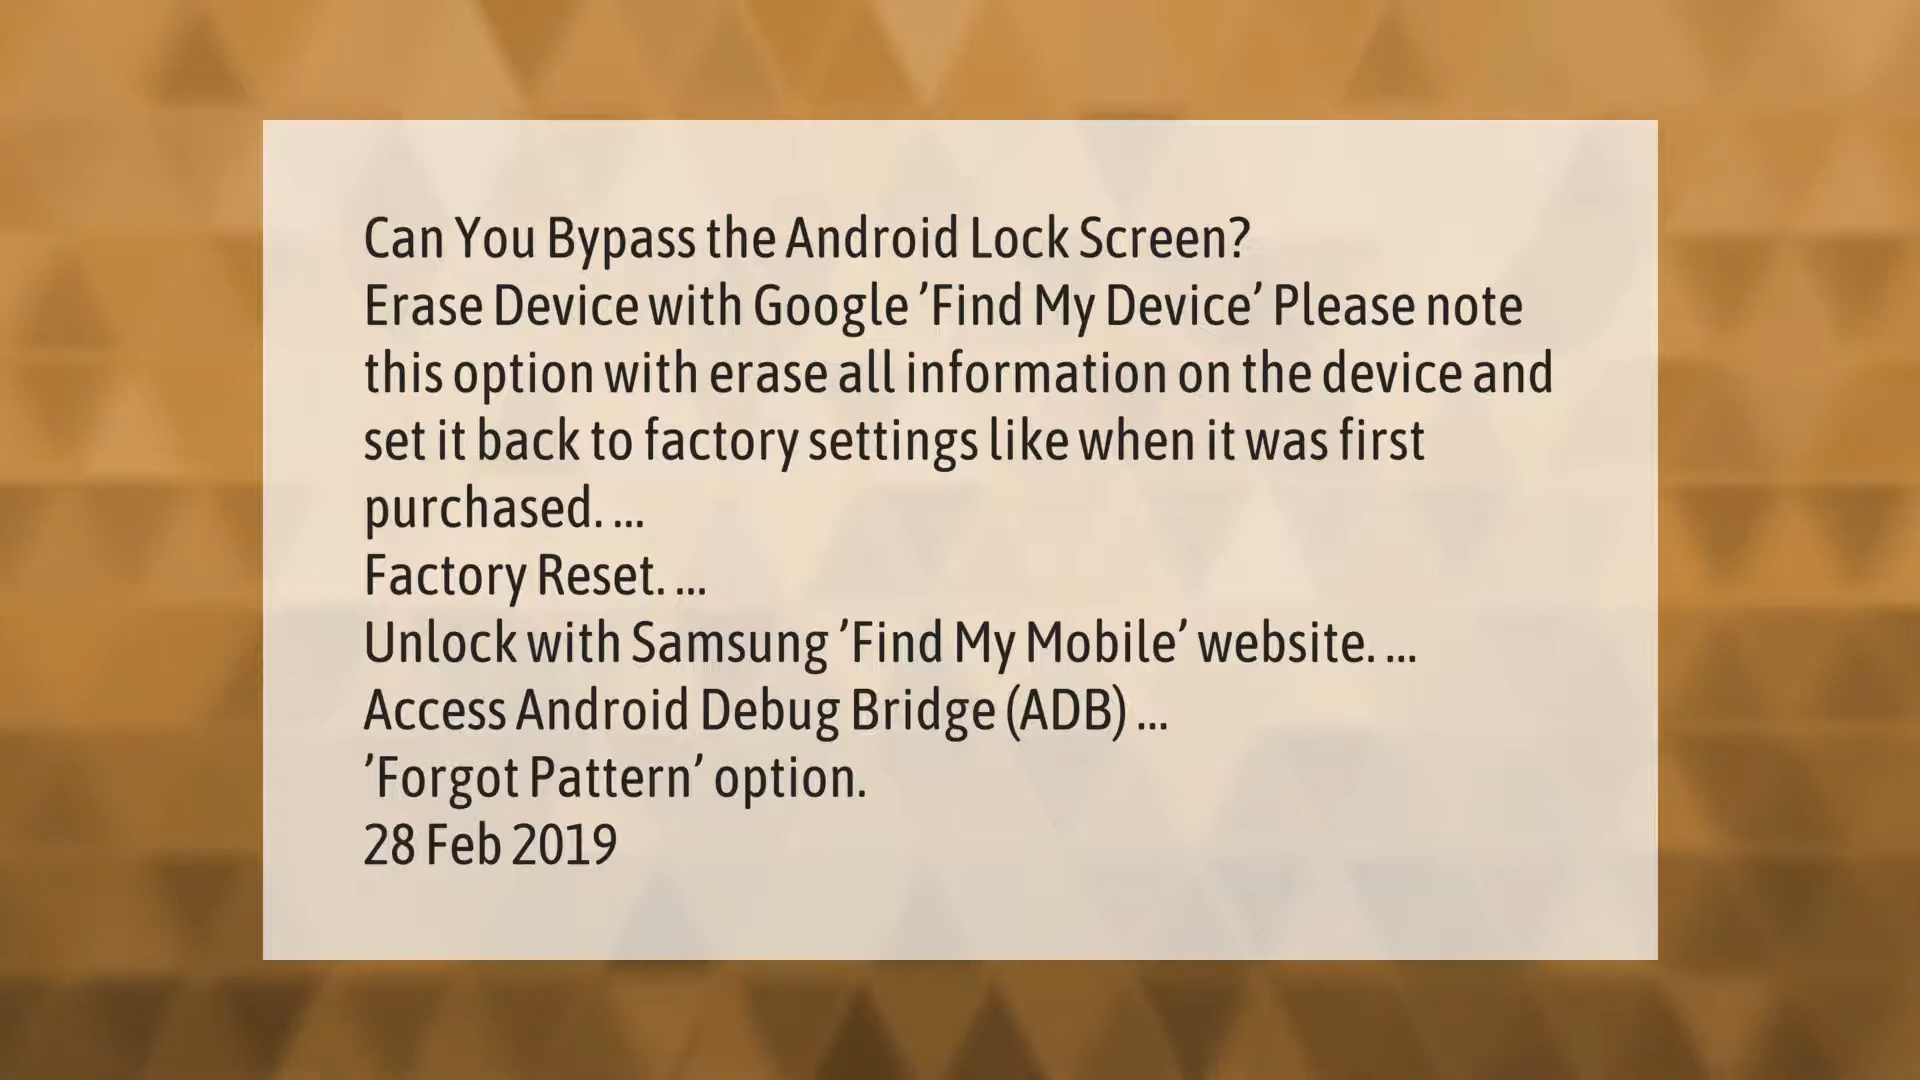 Can You Bypass the Android Lock Screen?
Erase Device with Google ’Find My Device’ Please note
this option with erase all information on the device and
set it back to factory settings like when it was first
purchased. ...
Factory Reset. ...
Unlock with Samsung ’Find My Mobile’ website. ...
Access Android Debug Bridge (ADB) ...
’Forgot Pattern’ option.
28 Feb 2019